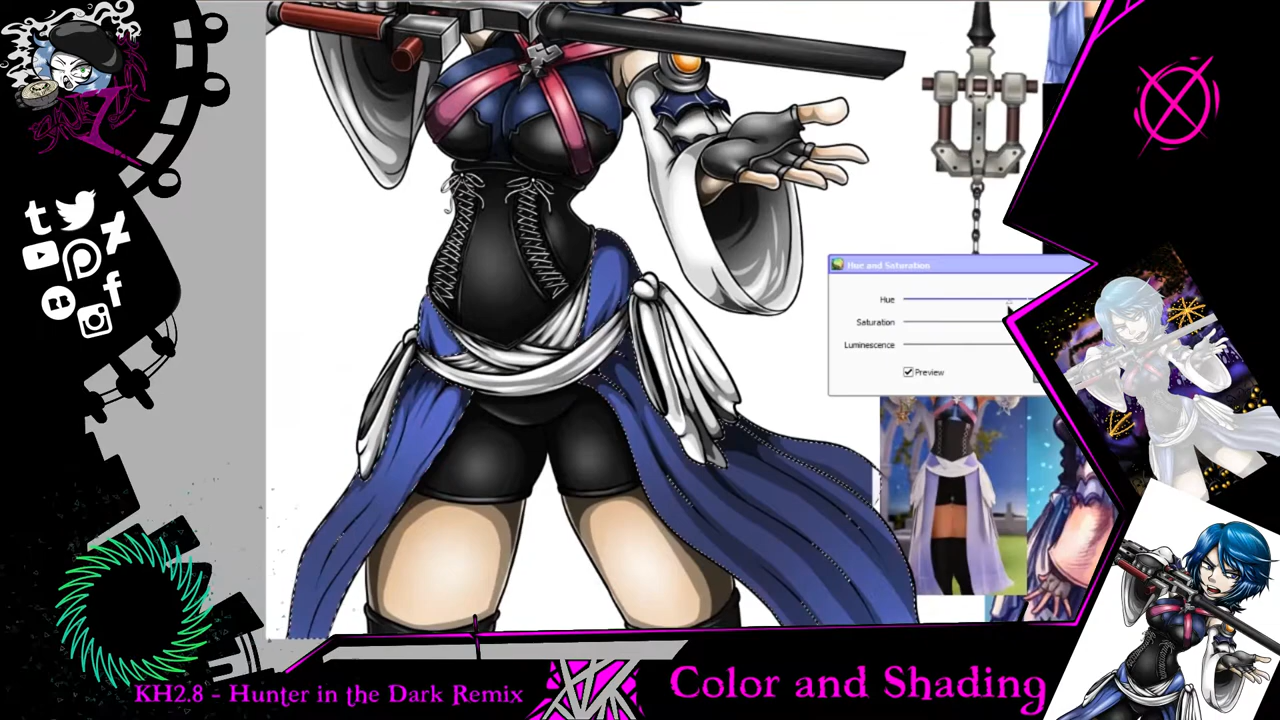 Hue and Saturation
Hue
Saturation
Luminescence
Preview
KH2.8 - Hunter in the Dark Remix
Color and Shading